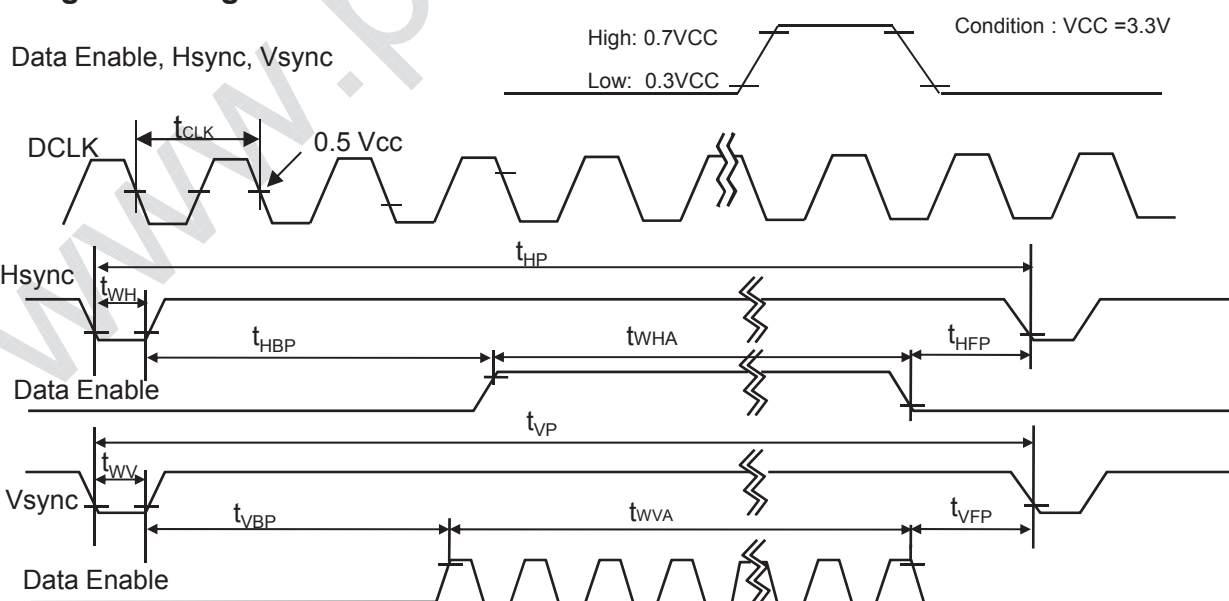 Data Enable, Hsync, Vsync
High: 0.7VCC
Low: 0.3VCC
Condition : VCC =3.3V
DCLK
tCLK
0.5 Vcc
tHP
Hsync
tWH
tHBP
tWHA
tHFP
Data Enable
tVP
tWV
Vsync
tVBP
tWVA
tVFP
Data Enable
www.p